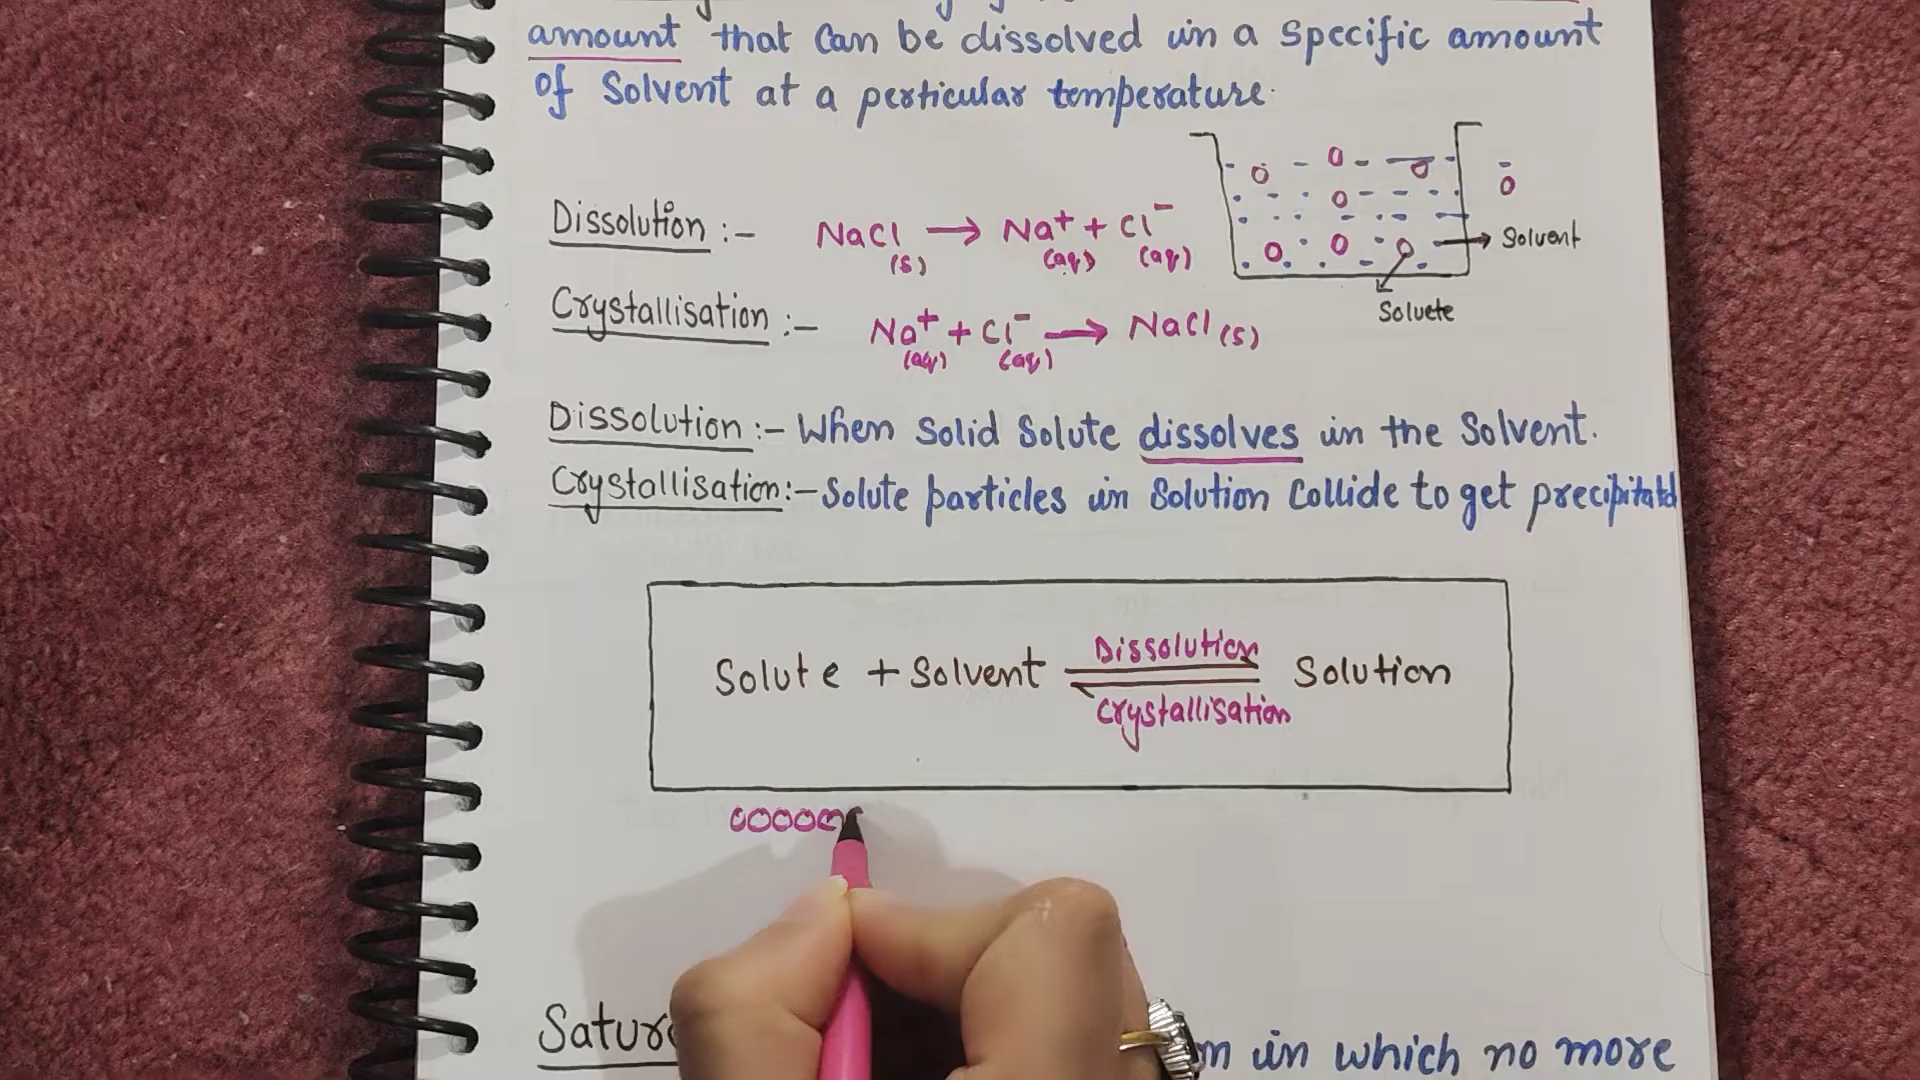 amount that can be dissolved in a specific amount
of Solvent at a perticular temperature.
Dissolution :- NaCl (s) → Na⁺ (aq) + Cl⁻ (aq)
Solvent
Soluete
Crystallisation :- Na⁺ (aq) + Cl⁻ (aq) → NaCl (s)
Dissolution :- When Solid Solute dissolves in the Solvent.
Crystallisation :- Solute particles in Solution Collide to get precipitated
Dissolution
Solute + Solvent ⇌ Solution
Crystallisation
in which no more